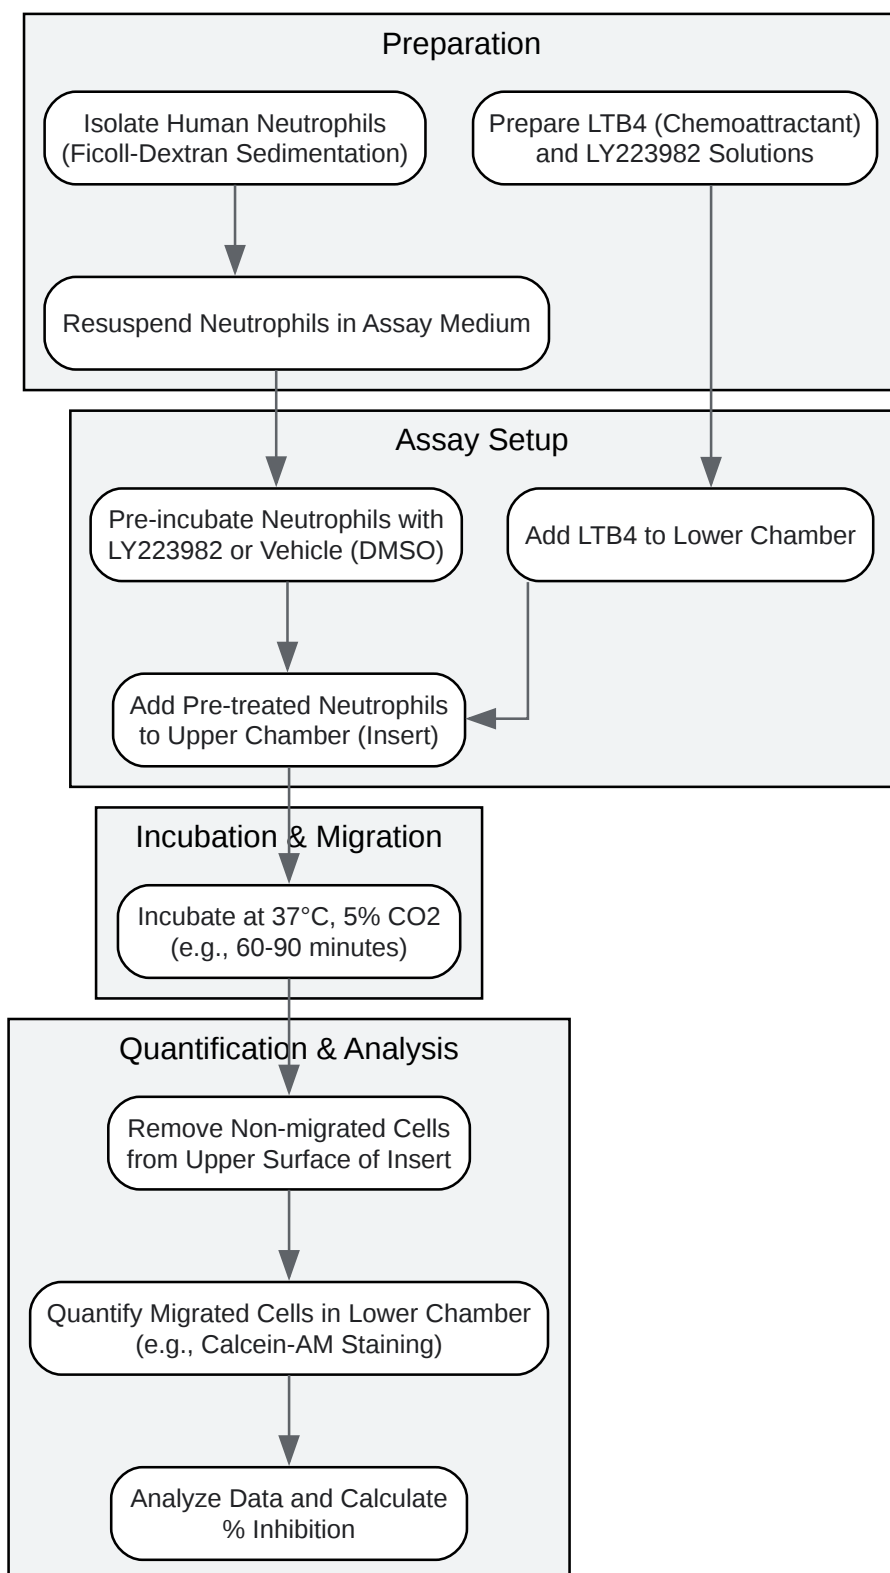 Preparation
Isolate Human Neutrophils
(Ficoll-Dextran Sedimentation)
Prepare LTB4 (Chemoattractant)
and LY223982 Solutions
Resuspend Neutrophils in Assay Medium
Assay Setup
Pre-incubate Neutrophils with
LY223982 or Vehicle (DMSO)
Add LTB4 to Lower Chamber
Add Pre-treated Neutrophils
to Upper Chamber (Insert)
Incubation & Migration
Incubate at 37°C, 5% CO2
(e.g., 60-90 minutes)
Quantification & Analysis
Remove Non-migrated Cells
from Upper Surface of Insert
Quantify Migrated Cells in Lower Chamber
(e.g., Calcein-AM Staining)
Analyze Data and Calculate
% Inhibition